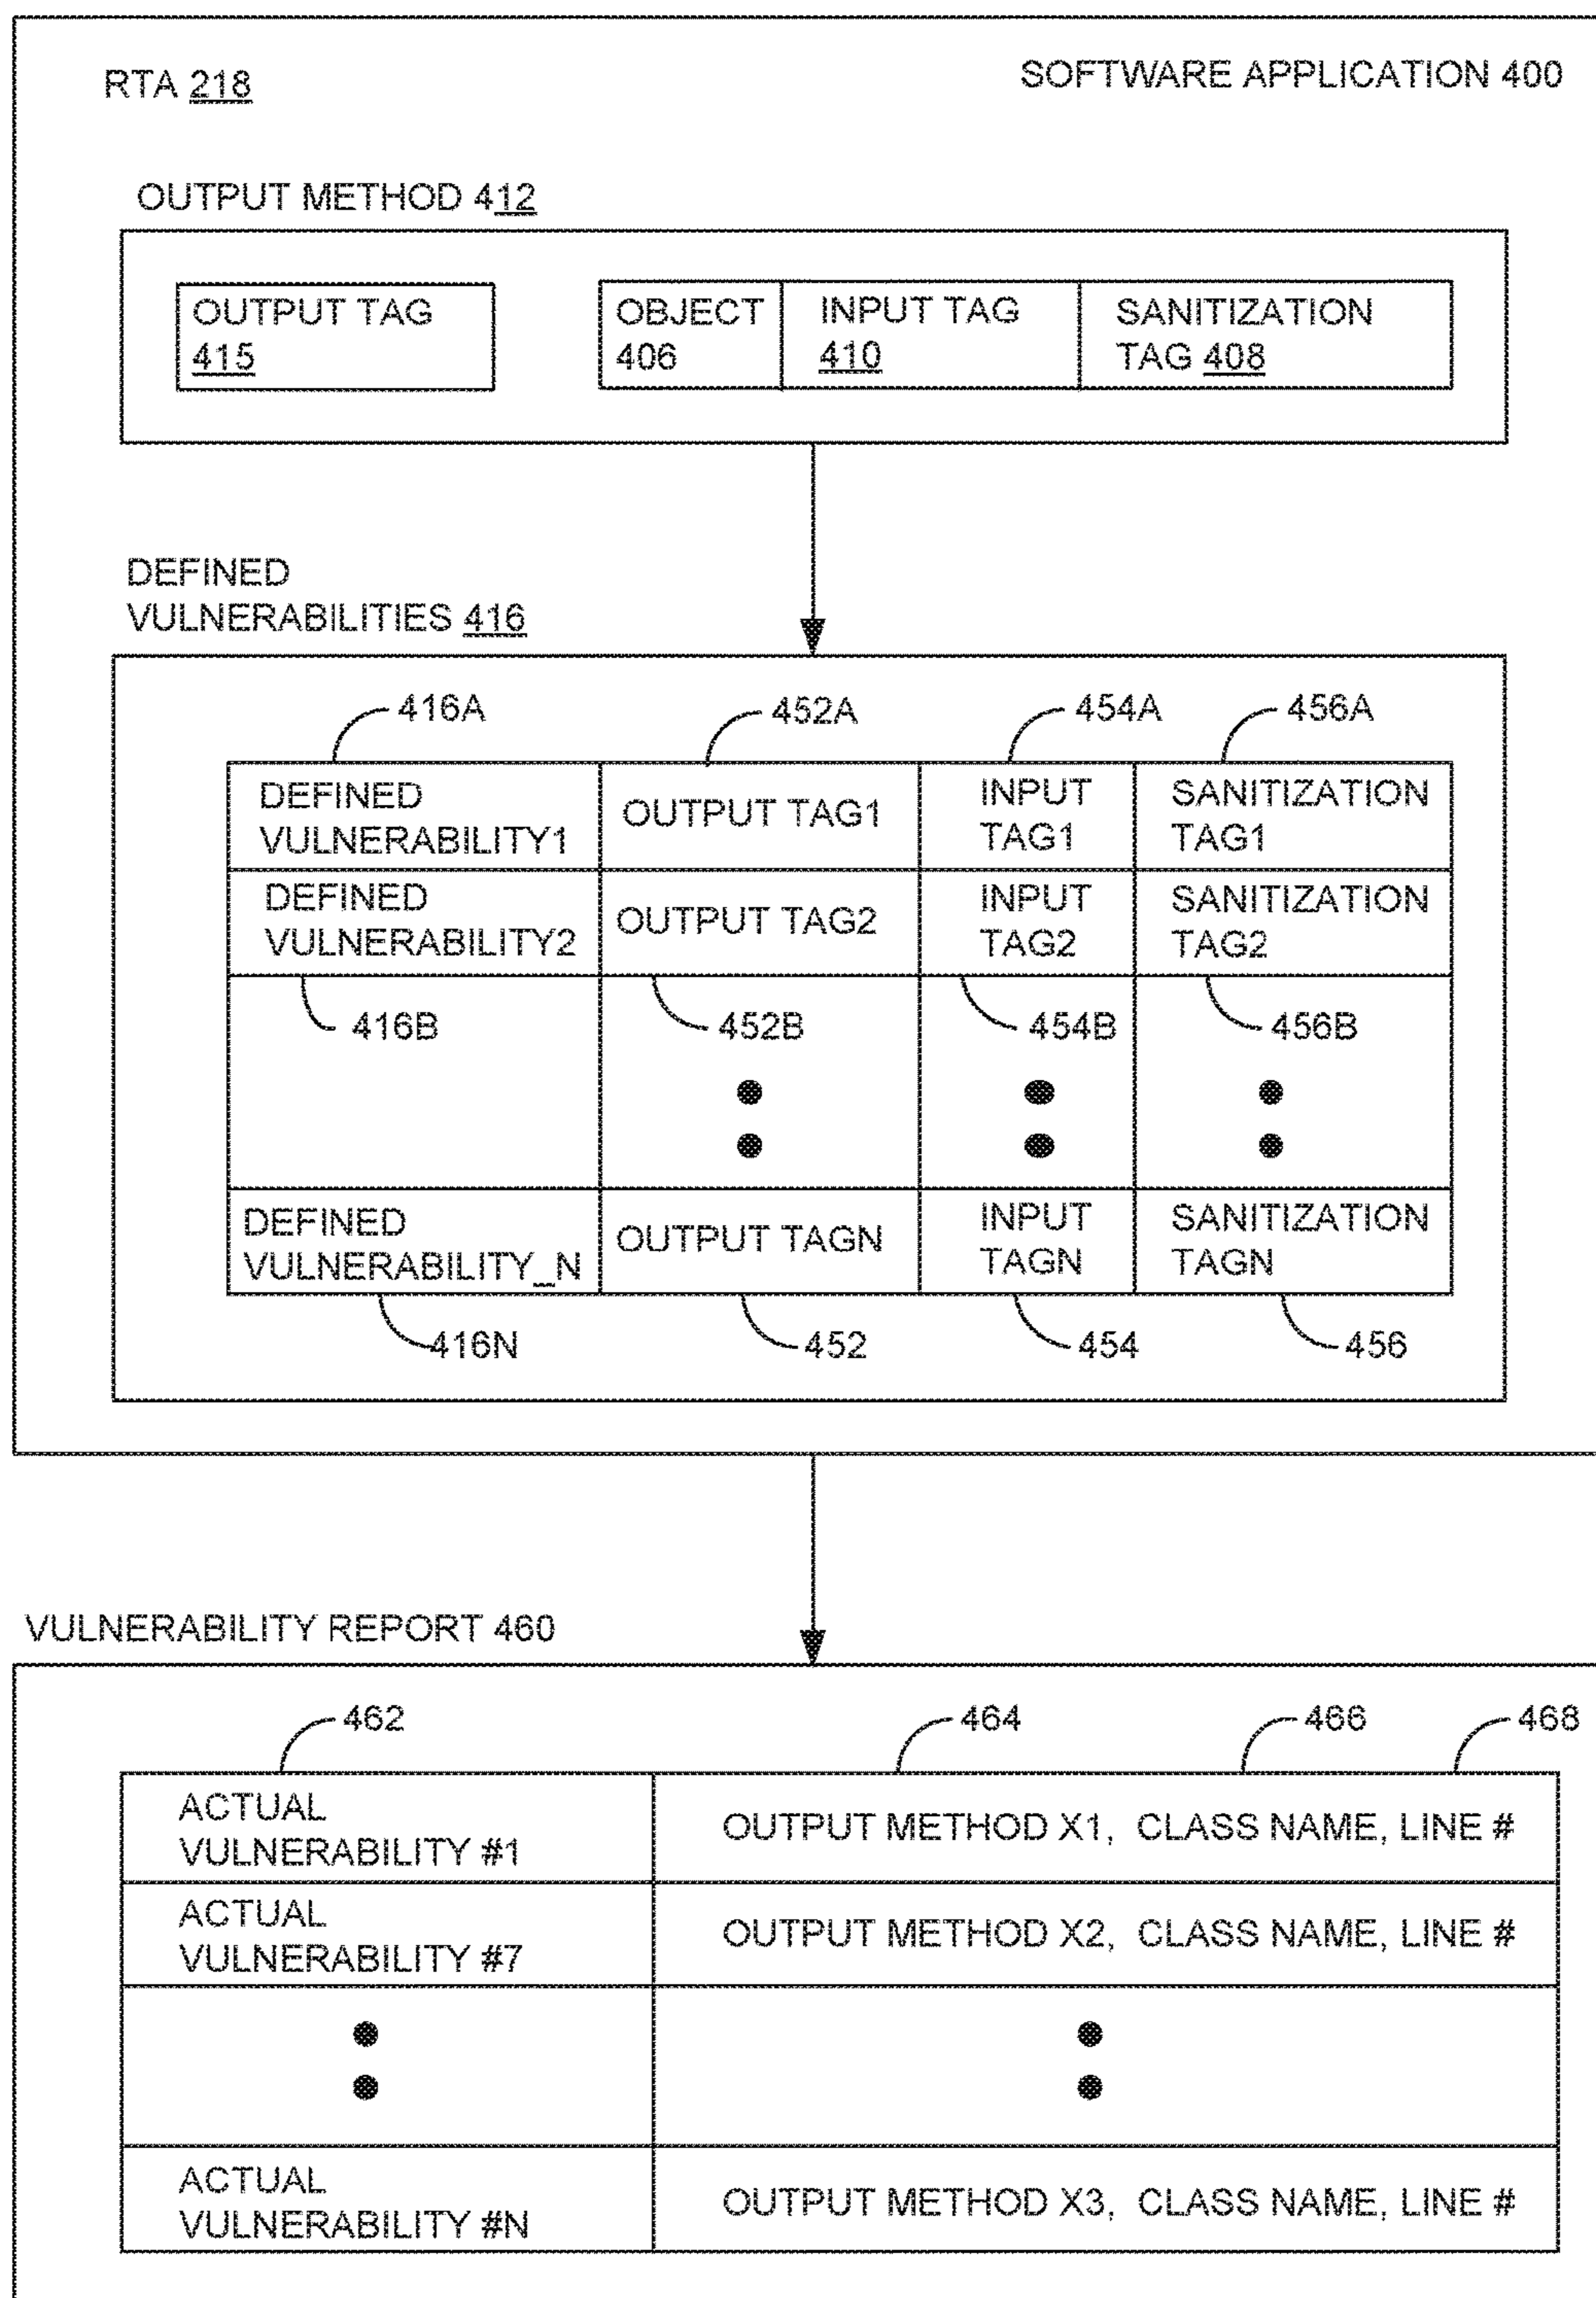 RTA 218
SOFTWARE APPLICATION 400
OUTPUT METHOD 412
OUTPUT TAG
415
OBJECT
406
INPUT TAG
410
SANITIZATION
TAG 408
DEFINED
VULNERABILITIES 416
416A
452A
454A
456A
DEFINED
VULNERABILITY1
OUTPUT TAG1
INPUT
TAG1
SANITIZATION
TAG1
DEFINED
VULNERABILITY2
OUTPUT TAG2
INPUT
TAG2
SANITIZATION
TAG2
416B
452B
454B
456B
DEFINED
VULNERABILITY_N
OUTPUT TAGN
INPUT
TAGN
SANITIZATION
TAGN
416N
452
454
456
VULNERABILITY REPORT 460
462
464
466
468
ACTUAL
VULNERABILITY #1
OUTPUT METHOD X1, CLASS NAME, LINE #
ACTUAL
VULNERABILITY #7
OUTPUT METHOD X2, CLASS NAME, LINE #
ACTUAL
VULNERABILITY #N
OUTPUT METHOD X3, CLASS NAME, LINE #